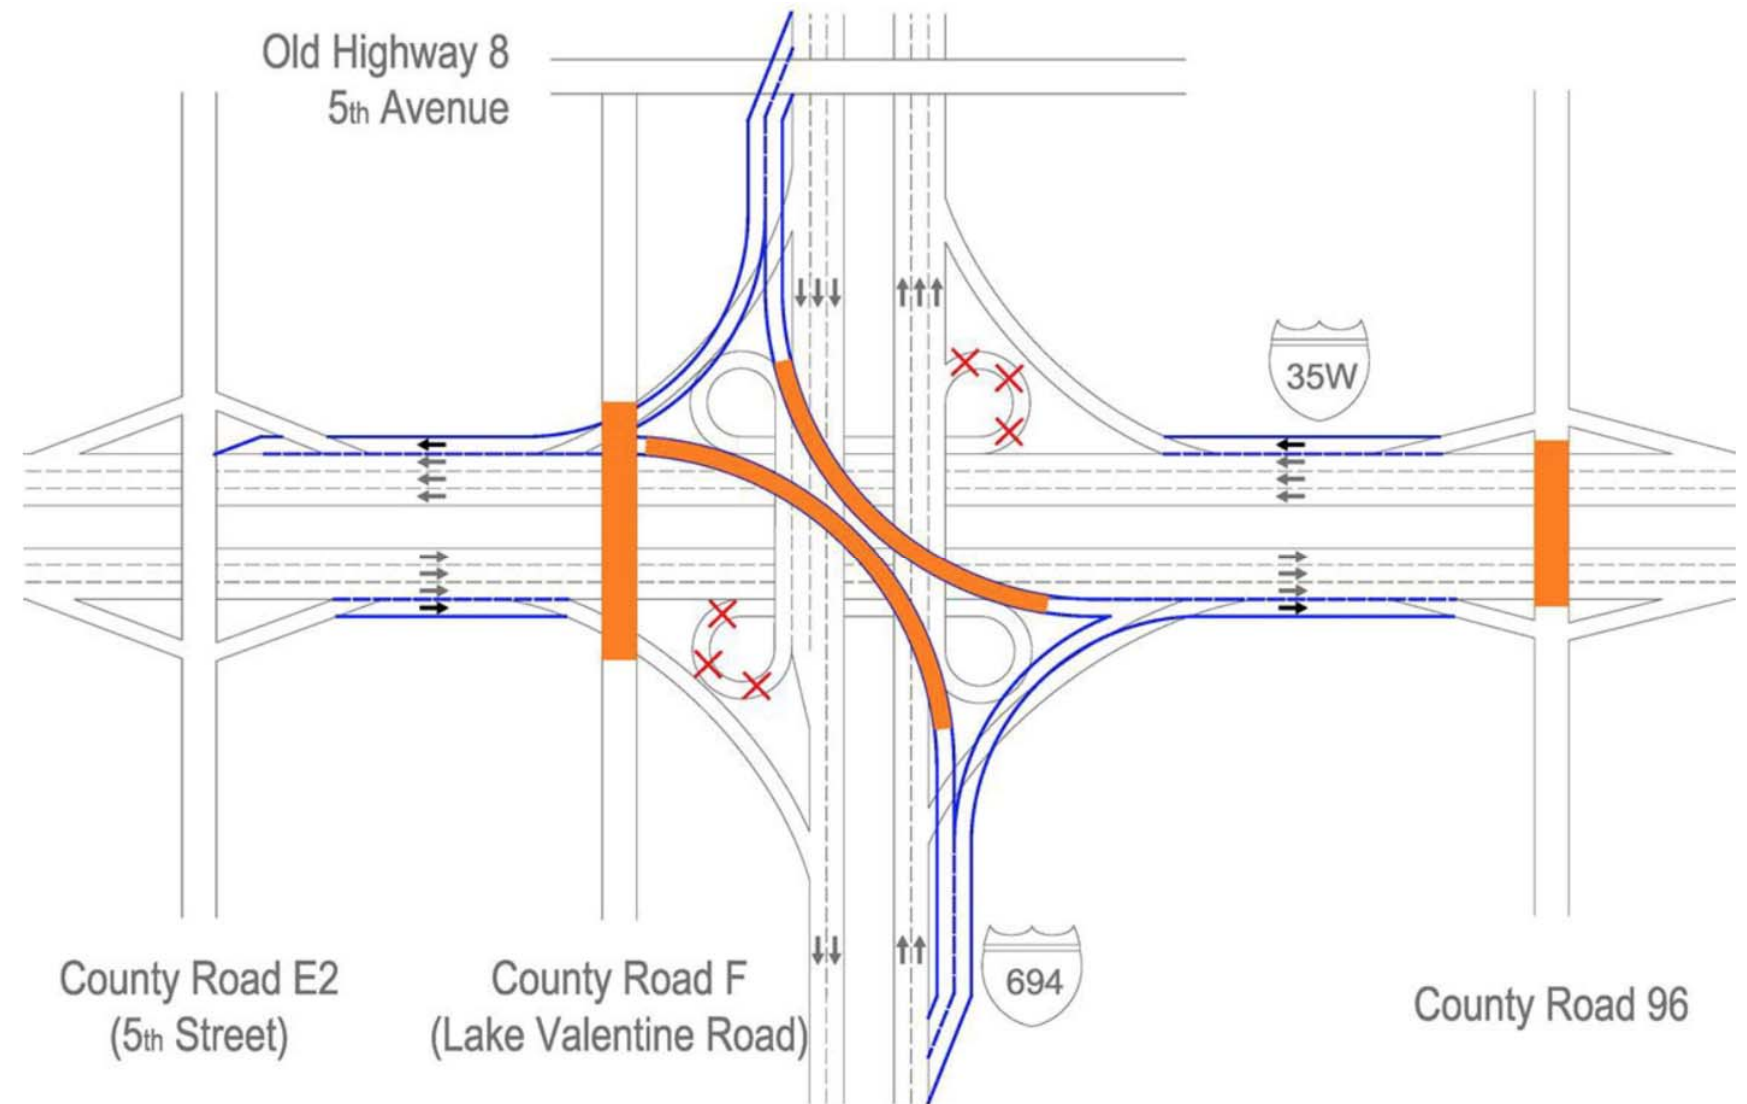 Old Highway 8
5th Avenue
35W
694
County Road E2
(5th Street)
County Road F
(Lake Valentine Road)
County Road 96